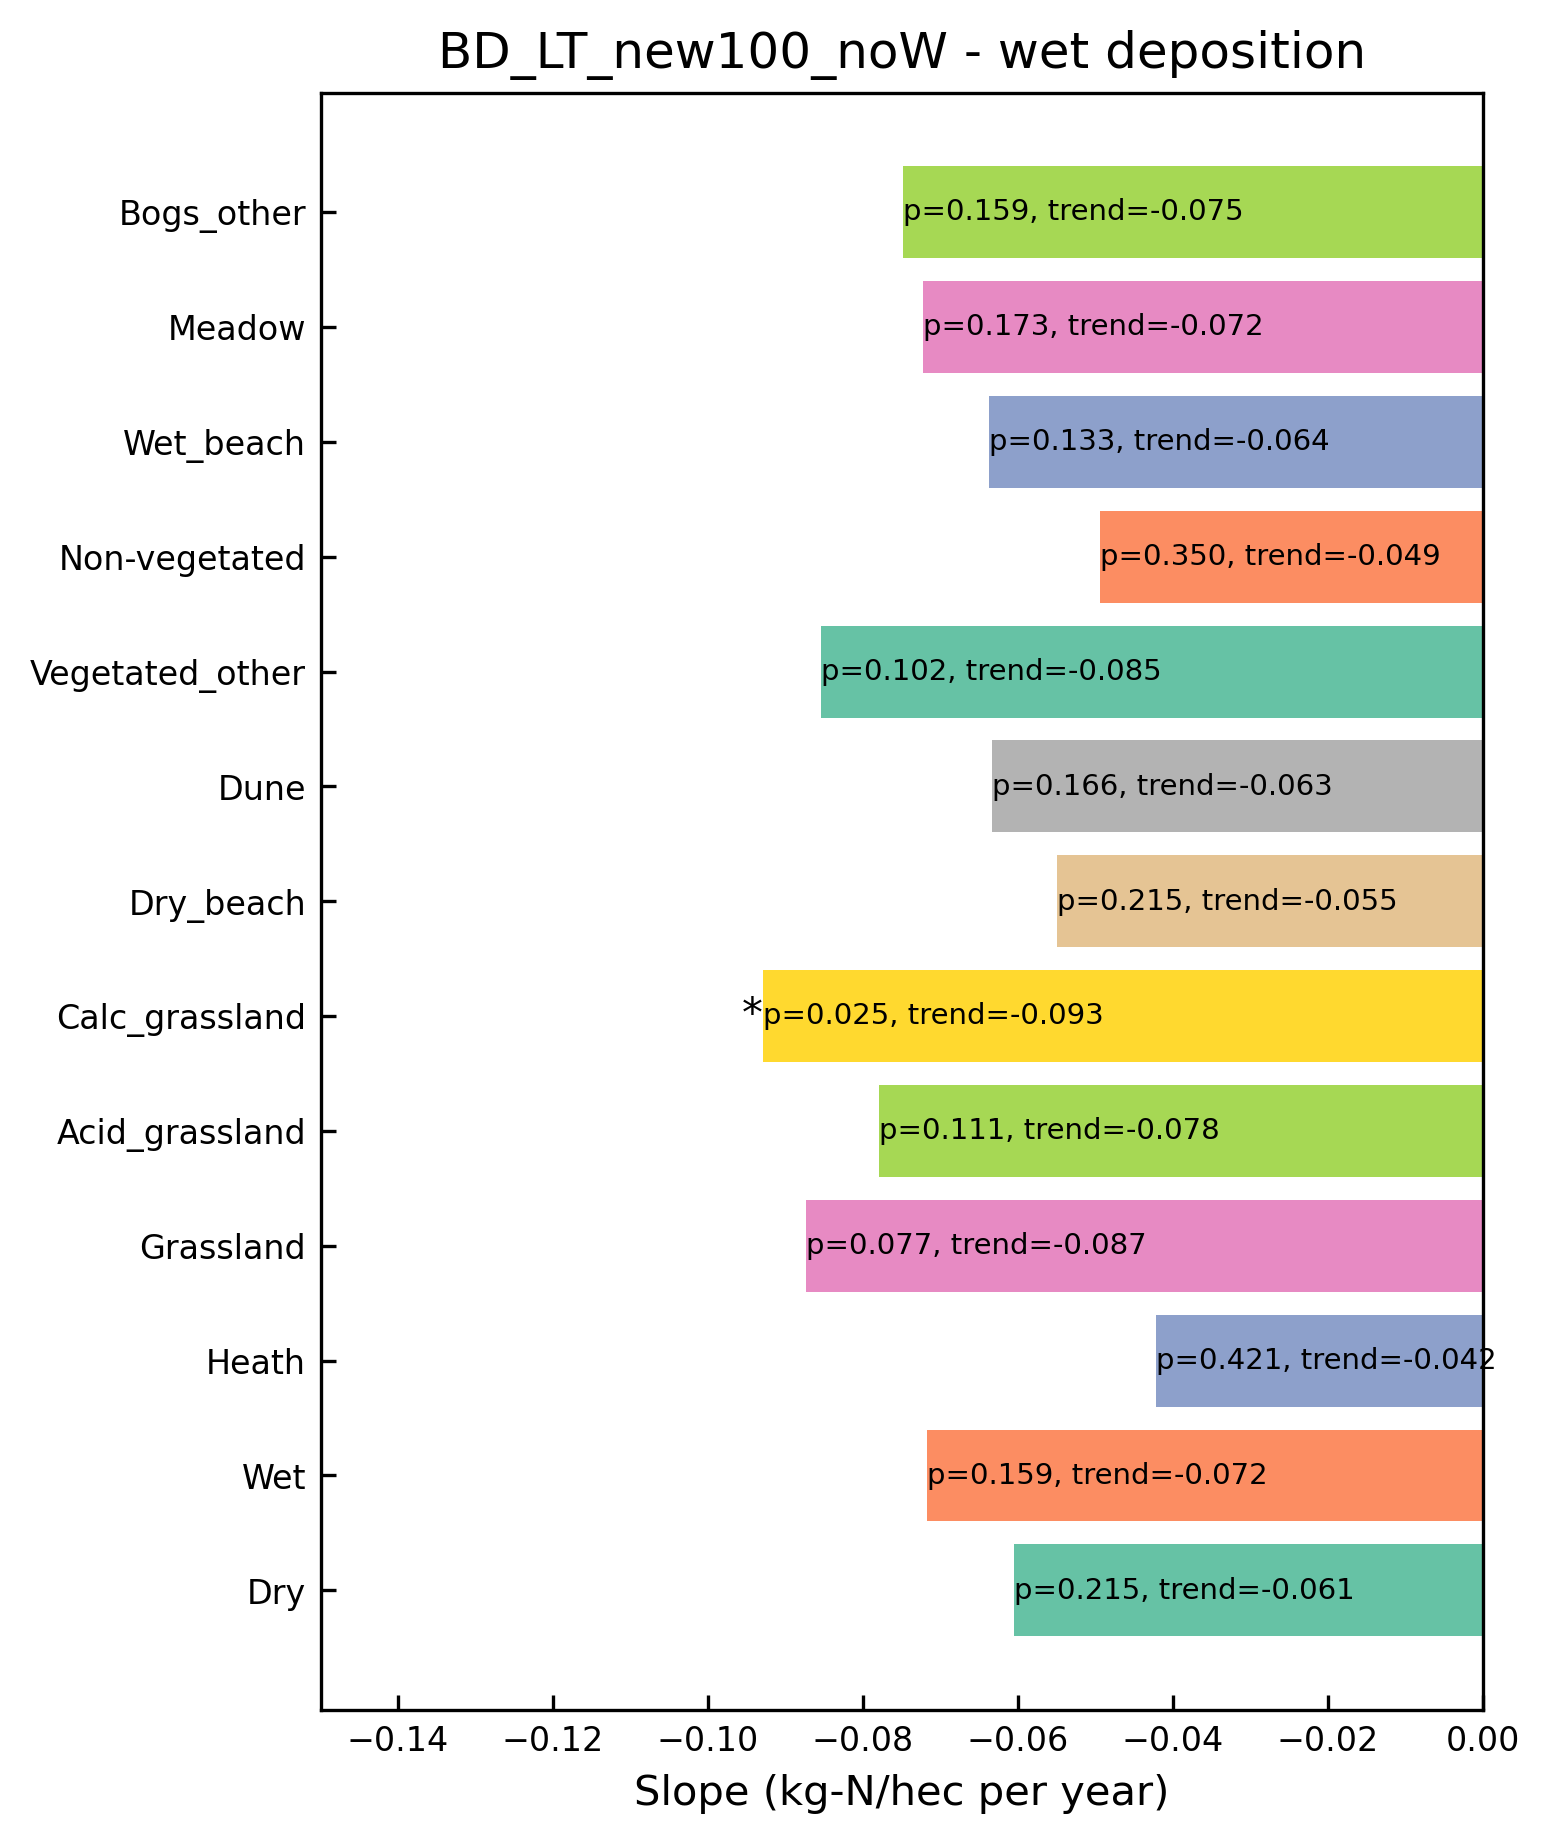 BD_LT_new100_noW - wet deposition
Bogs_other
p=0.159, trend=-0.075
Meadow
p=0.173, trend=-0.072
Wet_beach
p=0.133, trend=-0.064
Non-vegetated
p=0.350, trend=-0.049
Vegetated_other
p=0.102, trend=-0.085
Dune
p=0.166, trend=-0.063
Dry_beach
p=0.215, trend=-0.055
Calc_grassland
*p=0.025, trend=-0.093
Acid_grassland
p=0.111, trend=-0.078
Grassland
p=0.077, trend=-0.087
Heath
p=0.421, trend=-0.042
Wet
p=0.159, trend=-0.072
Dry
p=0.215, trend=-0.061
−0.14 −0.12 −0.10 −0.08 −0.06 −0.04 −0.02 0.00
Slope (kg-N/hec per year)